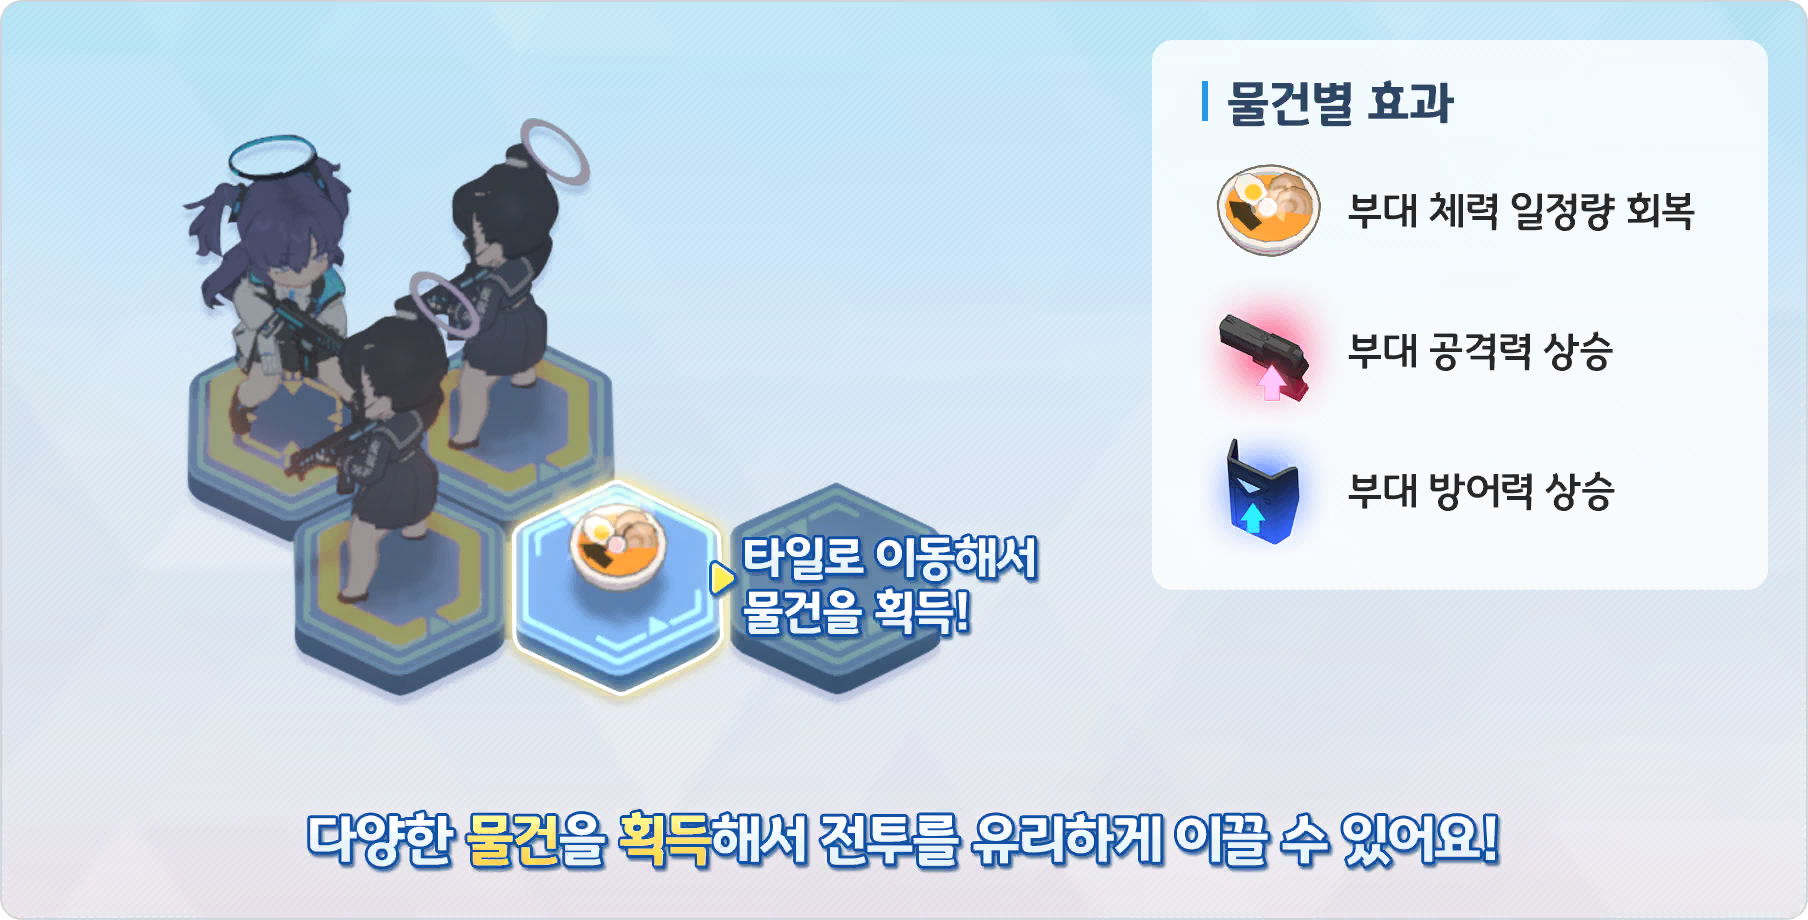 물건별 효과
부대 체력 일정량 회복
부대 공격력 상승
부대 방어력 상승
타일로 이동해서
물건을 획득!
다양한 물건을 획득해서 전투를 유리하게 이끌 수 있어요!